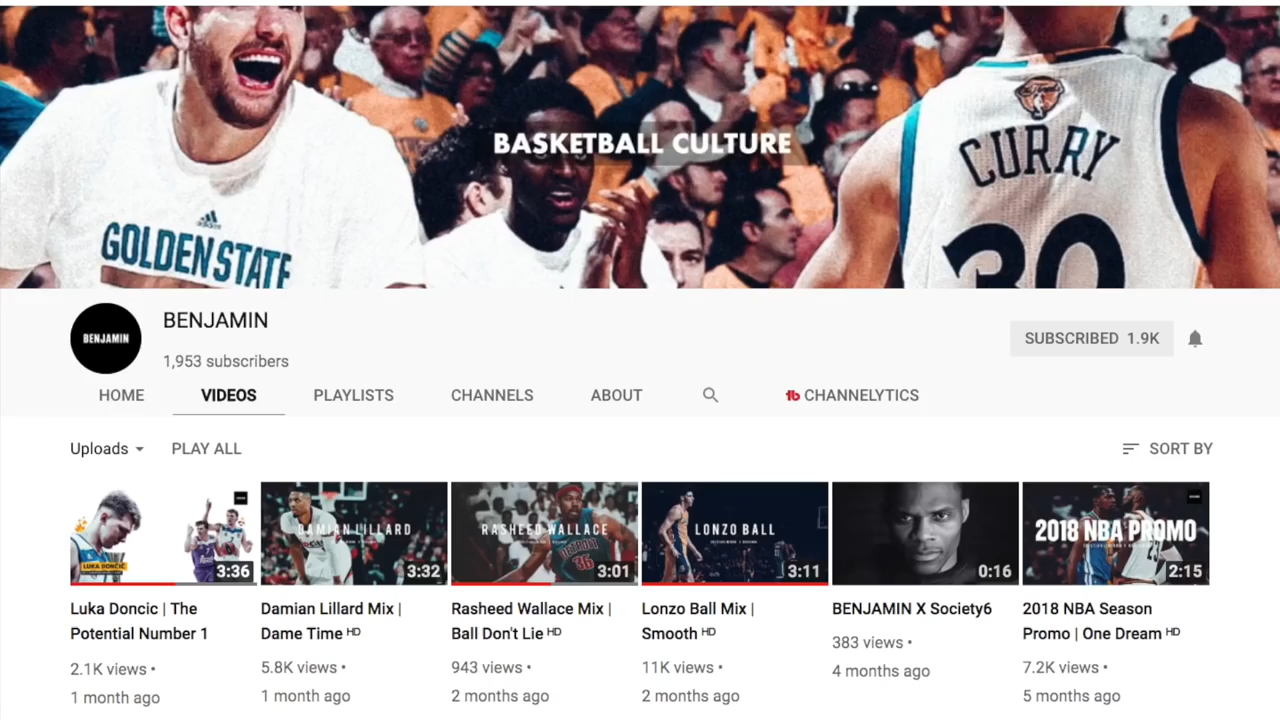 BASKETBALL CULTURE
adidas
GOLDEN STATE
The Finals
CURRY
30
BENJAMIN
BENJAMIN
1,953 subscribers
SUBSCRIBED 1.9K
HOME VIDEOS PLAYLISTS CHANNELS ABOUT tb CHANNELYTICS
Uploads PLAY ALL SORT BY
LUKA DONČIĆ
3:36
DAMIAN LILLARD
3:32
RASHEED WALLACE
DETROIT
36
3:01
LONZO BALL
3:11
0:16
2018 NBA PROMO
2:15
Luka Doncic | The
Potential Number 1
2.1K views •
1 month ago
Damian Lillard Mix |
Dame Time HD
5.8K views •
1 month ago
Rasheed Wallace Mix |
Ball Don't Lie HD
943 views •
2 months ago
Lonzo Ball Mix |
Smooth HD
11K views •
2 months ago
BENJAMIN X Society6
383 views •
4 months ago
2018 NBA Season
Promo | One Dream HD
7.2K views •
5 months ago